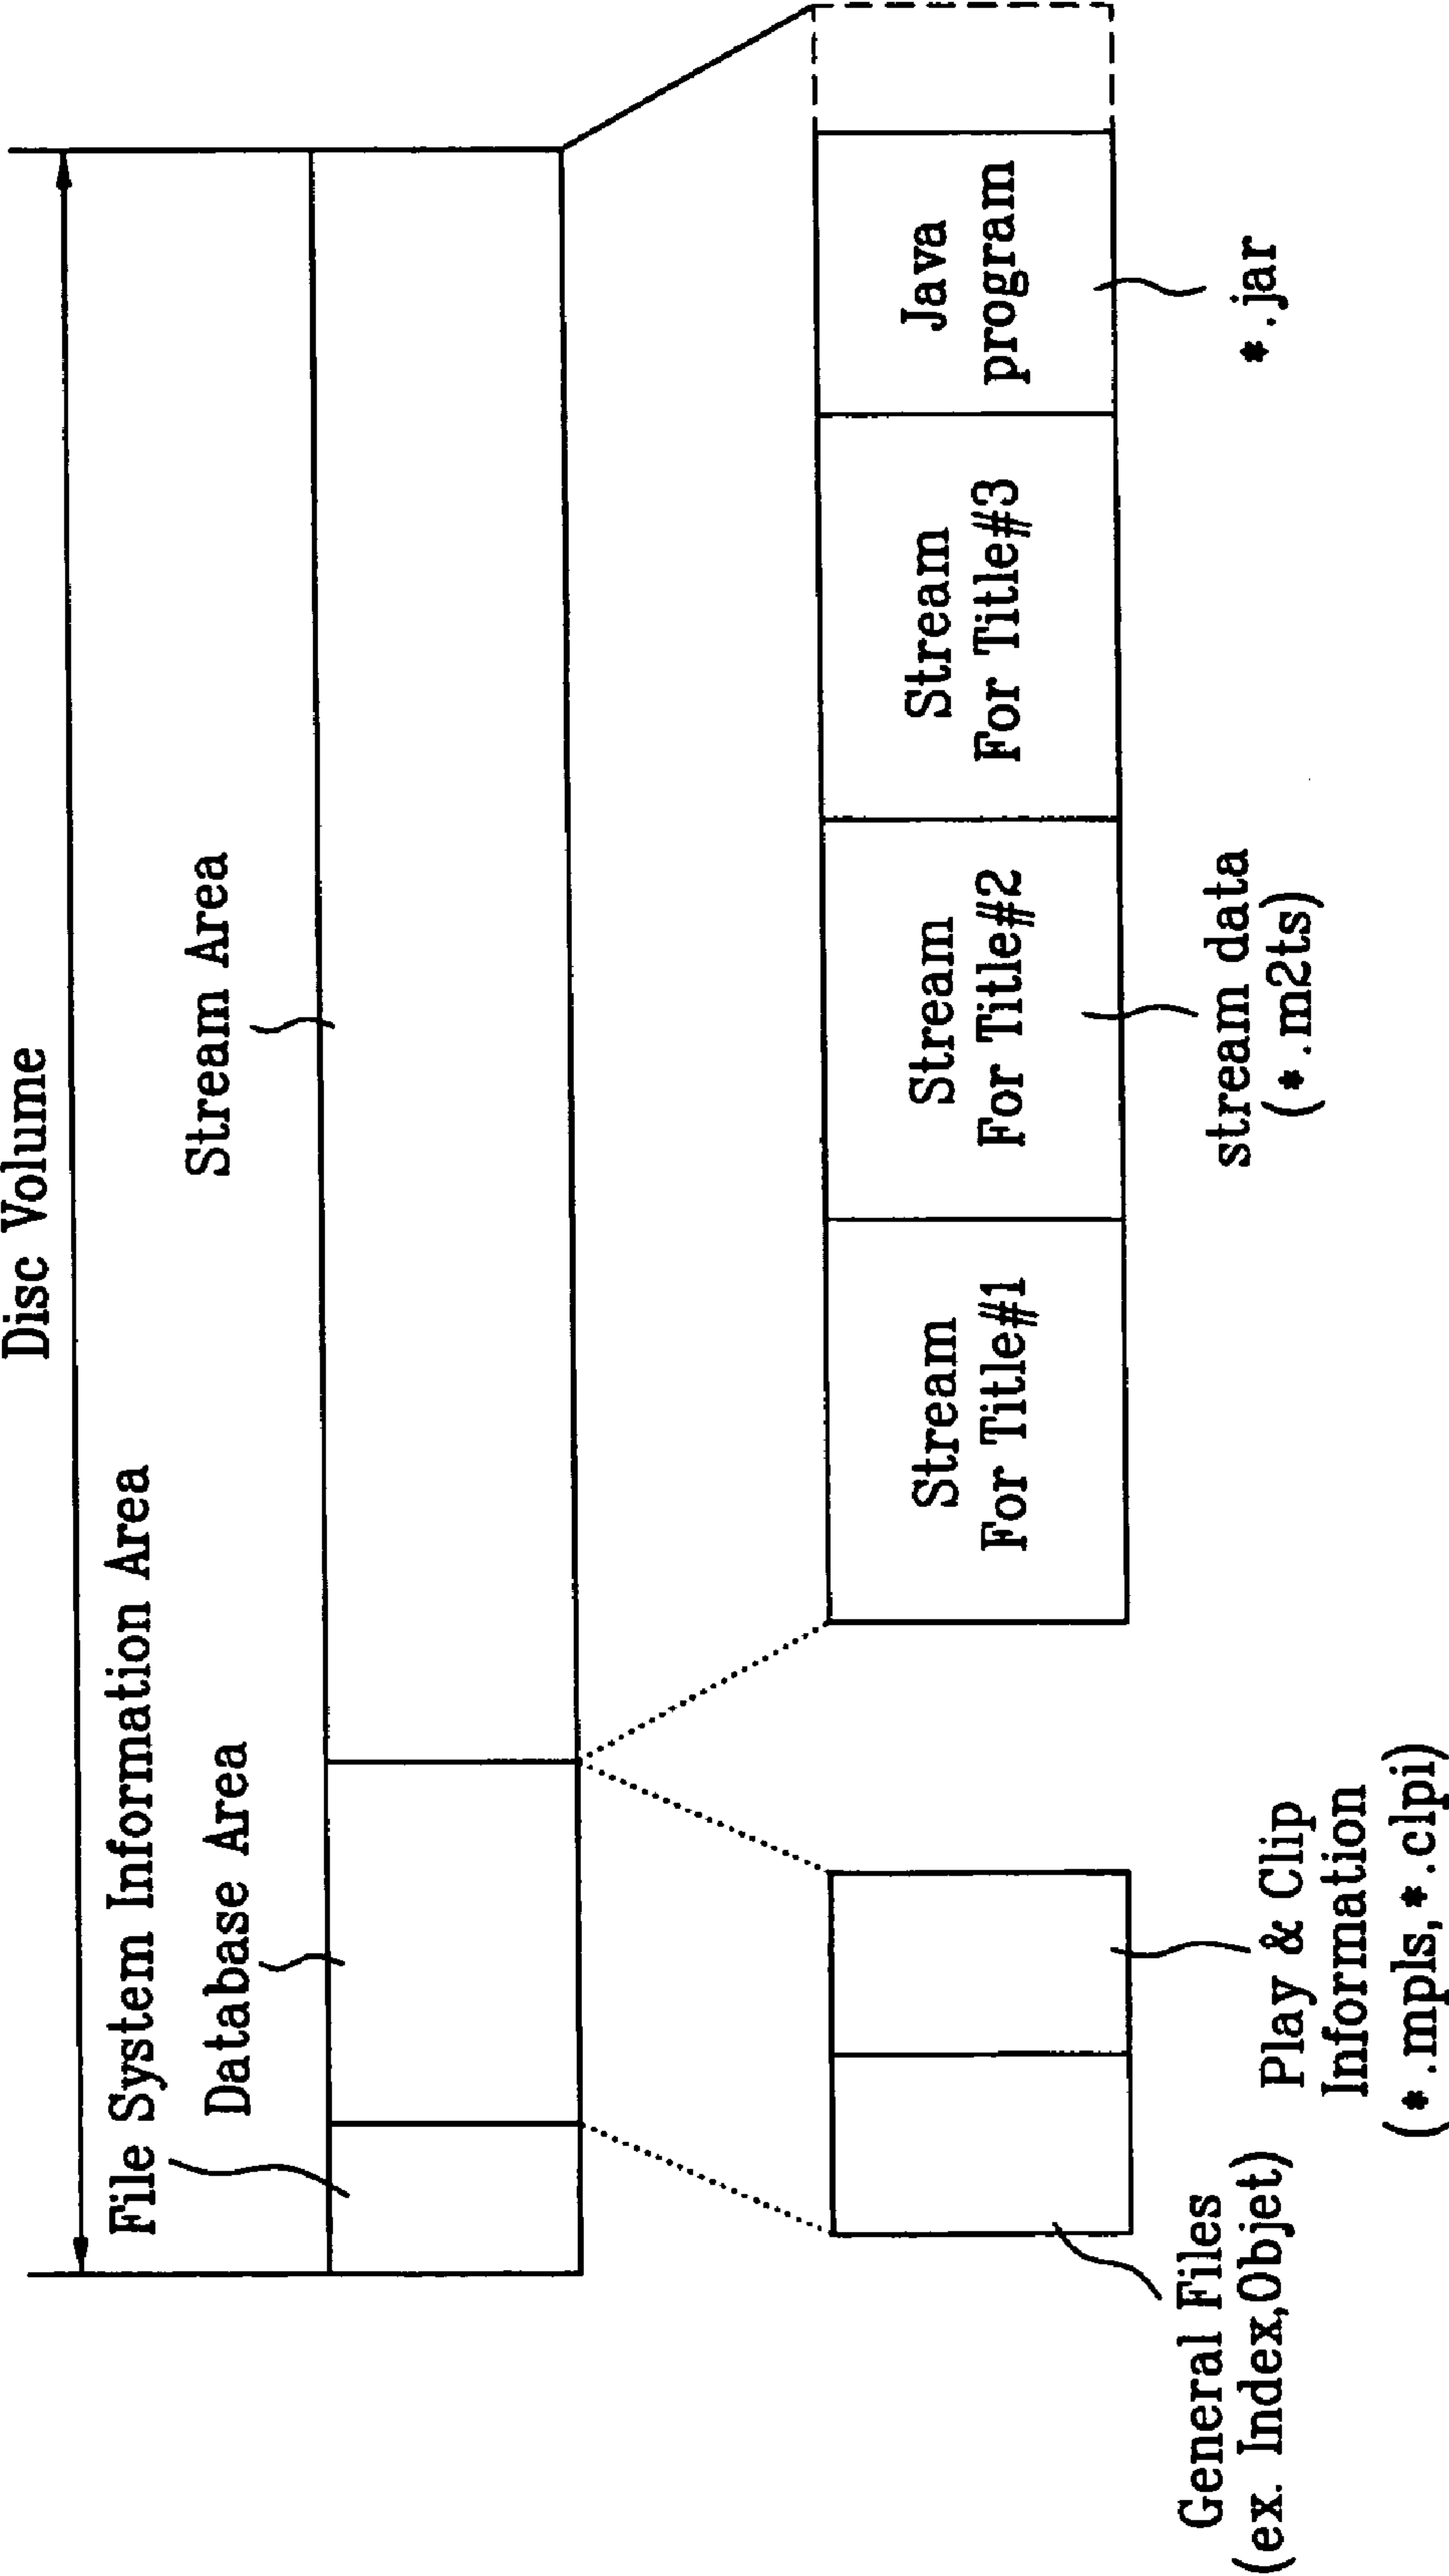 Disc Volume
File System Information Area
Database Area
Stream Area
Stream
For Title#1
Stream
For Title#2
Stream
For Title#3
Java
program
General Files
(ex. Index,Objet)
Play & Clip
Information
(*.mpls,*.clpi)
stream data
(*.m2ts)
*.jar